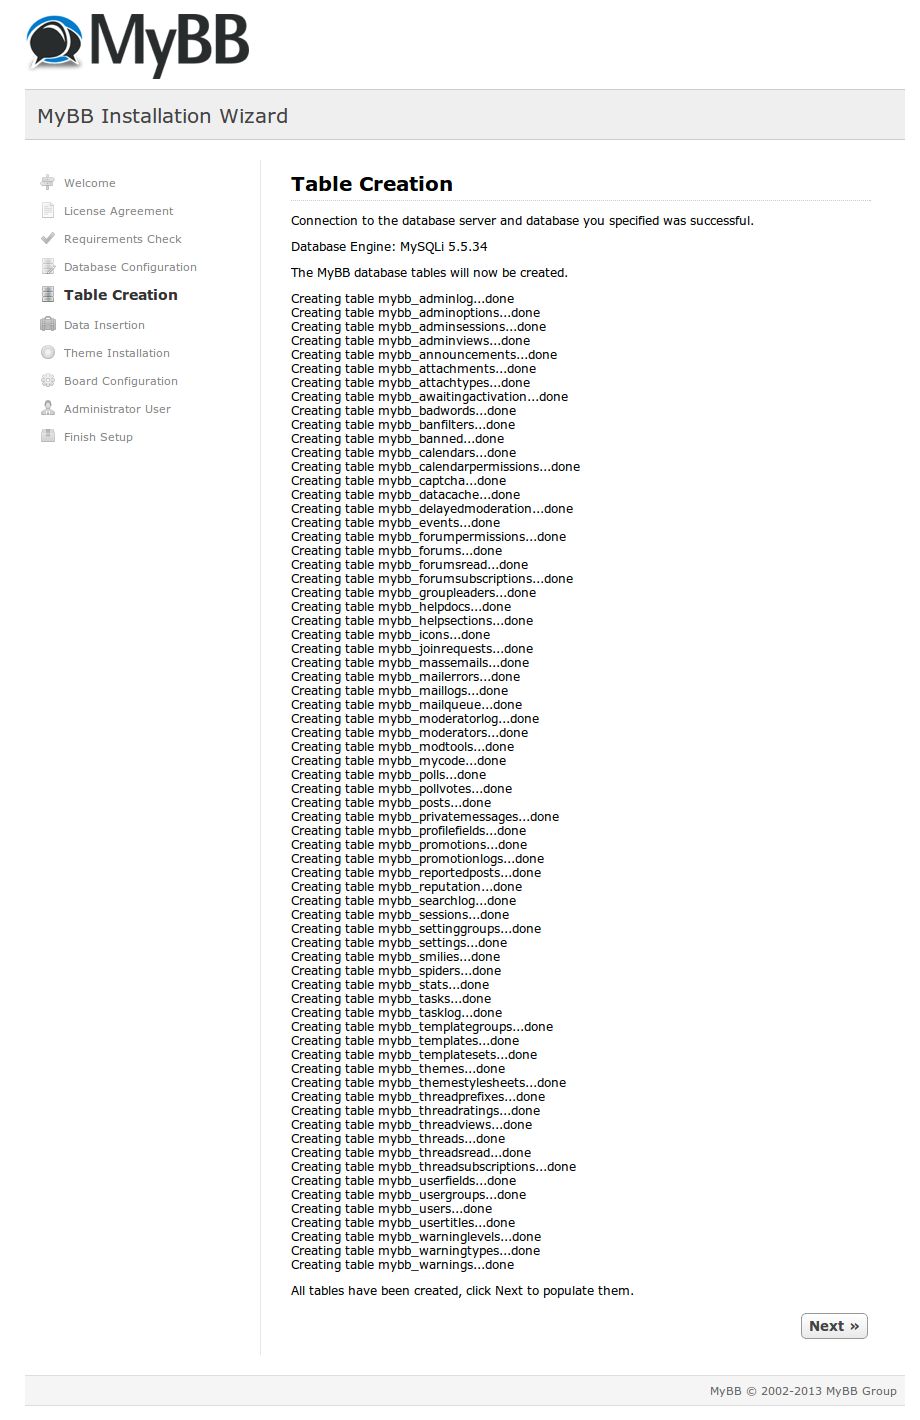 MyBB
MyBB Installation Wizard
Welcome
License Agreement
Requirements Check
Database Configuration
Table Creation
Data Insertion
Theme Installation
Board Configuration
Administrator User
Finish Setup
Table Creation
Connection to the database server and database you specified was successful.
Database Engine: MySQLi 5.5.34
The MyBB database tables will now be created.
Creating table mybb_adminlog...done
Creating table mybb_adminoptions...done
Creating table mybb_adminsessions...done
Creating table mybb_adminviews...done
Creating table mybb_announcements...done
Creating table mybb_attachments...done
Creating table mybb_attachtypes...done
Creating table mybb_awaitingactivation...done
Creating table mybb_badwords...done
Creating table mybb_banfilters...done
Creating table mybb_banned...done
Creating table mybb_calendars...done
Creating table mybb_calendarpermissions...done
Creating table mybb_captcha...done
Creating table mybb_datacache...done
Creating table mybb_delayedmoderation...done
Creating table mybb_events...done
Creating table mybb_forumpermissions...done
Creating table mybb_forums...done
Creating table mybb_forumsread...done
Creating table mybb_forumsubscriptions...done
Creating table mybb_groupleaders...done
Creating table mybb_helpdocs...done
Creating table mybb_helpsections...done
Creating table mybb_icons...done
Creating table mybb_joinrequests...done
Creating table mybb_massemails...done
Creating table mybb_mailerrors...done
Creating table mybb_maillogs...done
Creating table mybb_mailqueue...done
Creating table mybb_moderatorlog...done
Creating table mybb_moderators...done
Creating table mybb_modtools...done
Creating table mybb_mycode...done
Creating table mybb_polls...done
Creating table mybb_pollvotes...done
Creating table mybb_posts...done
Creating table mybb_privatemessages...done
Creating table mybb_profilefields...done
Creating table mybb_promotions...done
Creating table mybb_promotionlogs...done
Creating table mybb_reportedposts...done
Creating table mybb_reputation...done
Creating table mybb_searchlog...done
Creating table mybb_sessions...done
Creating table mybb_settinggroups...done
Creating table mybb_settings...done
Creating table mybb_smilies...done
Creating table mybb_spiders...done
Creating table mybb_stats...done
Creating table mybb_tasks...done
Creating table mybb_tasklog...done
Creating table mybb_templategroups...done
Creating table mybb_templates...done
Creating table mybb_templatesets...done
Creating table mybb_themes...done
Creating table mybb_themestylesheets...done
Creating table mybb_threadprefixes...done
Creating table mybb_threadratings...done
Creating table mybb_threadviews...done
Creating table mybb_threads...done
Creating table mybb_threadsread...done
Creating table mybb_threadsubscriptions...done
Creating table mybb_userfields...done
Creating table mybb_usergroups...done
Creating table mybb_users...done
Creating table mybb_usertitles...done
Creating table mybb_warninglevels...done
Creating table mybb_warningtypes...done
Creating table mybb_warnings...done
All tables have been created, click Next to populate them.
Next »
MyBB © 2002-2013 MyBB Group